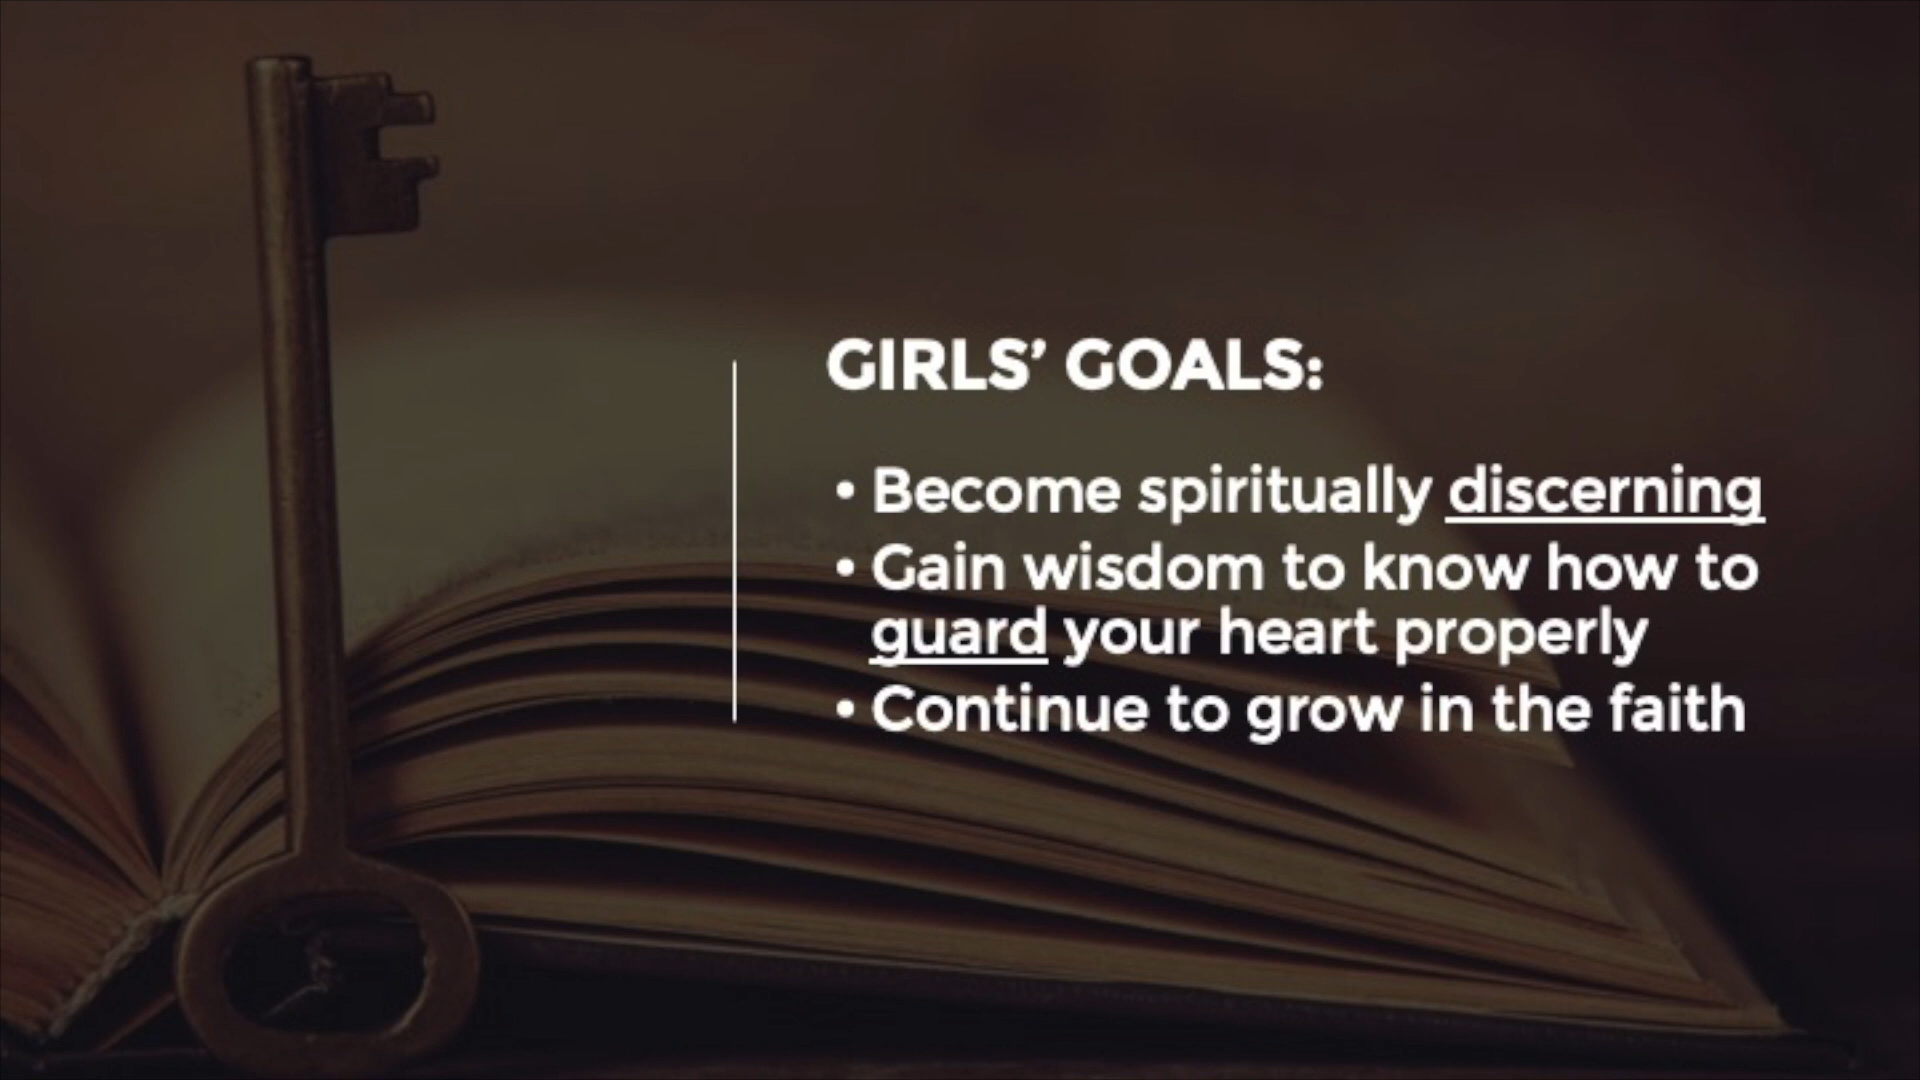 GIRLS’ GOALS:
• Become spiritually discerning
• Gain wisdom to know how to
guard your heart properly
• Continue to grow in the faith